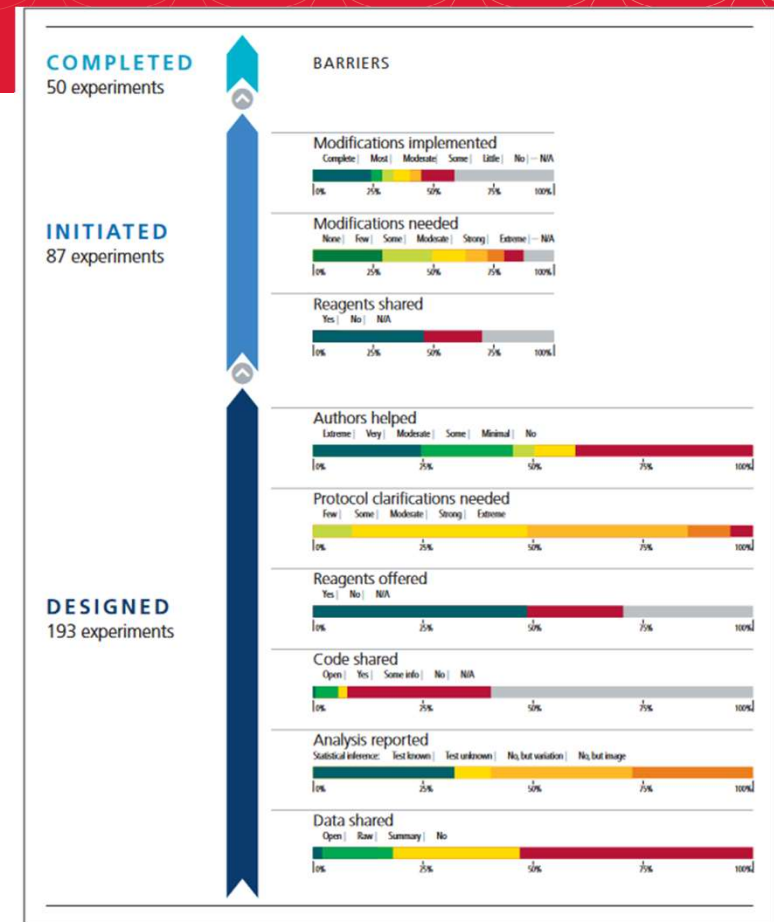 COMPLETED
50 experiments
BARRIERS
Modifications implemented
Complete | Most | Moderate | Some | Little | No | — N/A
0% 25% 50% 75% 100%
INITIATED
87 experiments
Modifications needed
None | Few | Some | Moderate | Strong | Extreme | — N/A
0% 25% 50% 75% 100%
Reagents shared
Yes | No | N/A
0% 25% 50% 75% 100%
Authors helped
Extreme | Very | Moderate | Some | Minimal | No
0% 25% 50% 75% 100%
Protocol clarifications needed
Few | Some | Moderate | Strong | Extreme
0% 25% 50% 75% 100%
DESIGNED
193 experiments
Reagents offered
Yes | No | N/A
0% 25% 50% 75% 100%
Code shared
Open | Yes | Some info | No | N/A
0% 25% 50% 75% 100%
Analysis reported
Statistical inference: Test known | Test unknown | No, but variation | No, but image
0% 25% 50% 75% 100%
Data shared
Open | Raw | Summary | No
0% 25% 50% 75% 100%